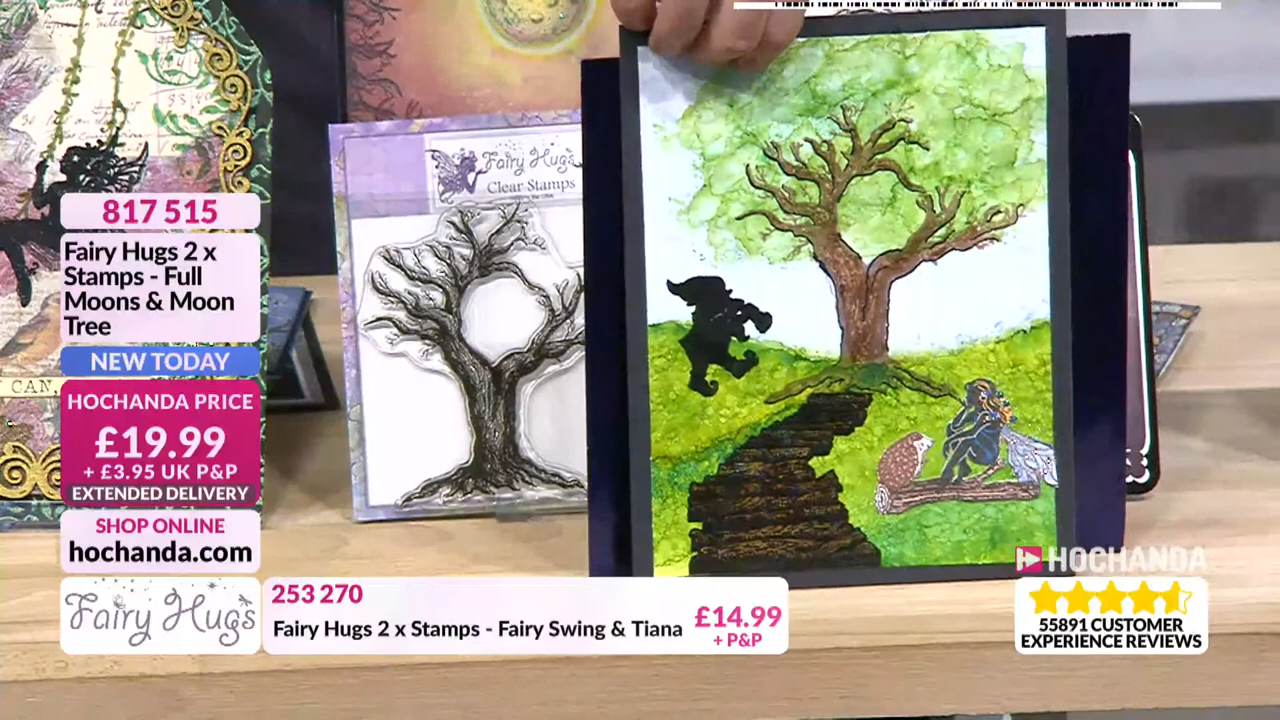 817 515
Fairy Hugs 2 x
Stamps - Full
Moons & Moon
Tree
NEW TODAY
CAN
HOCHANDA PRICE
£19.99
+ £3.95 UK P&P
EXTENDED DELIVERY
SHOP ONLINE
hochanda.com
Fairy Hugs
Clear Stamps
Fairy Hugs
253 270
Fairy Hugs 2 x Stamps - Fairy Swing & Tiana
£14.99
+ P&P
HOCHANDA
55891 CUSTOMER
EXPERIENCE REVIEWS